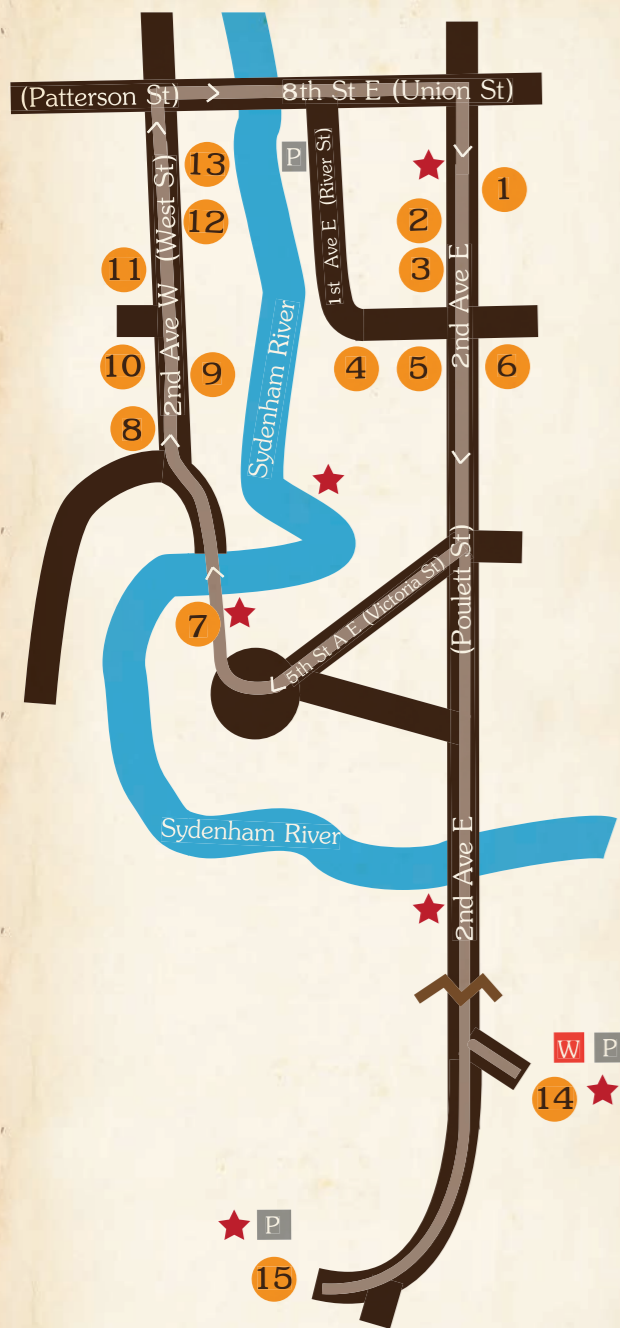 (Patterson St)
8th St E (Union St)
P
13
1
12
2
1st Ave E (River St)
2nd Ave W (West St)
11
3
2nd Ave E
10
9
4
5
6
8
Sydenham River
(Poulett St)
5th St A E (Victoria St)
7
Sydenham River
2nd Ave E
W P
14
P
15